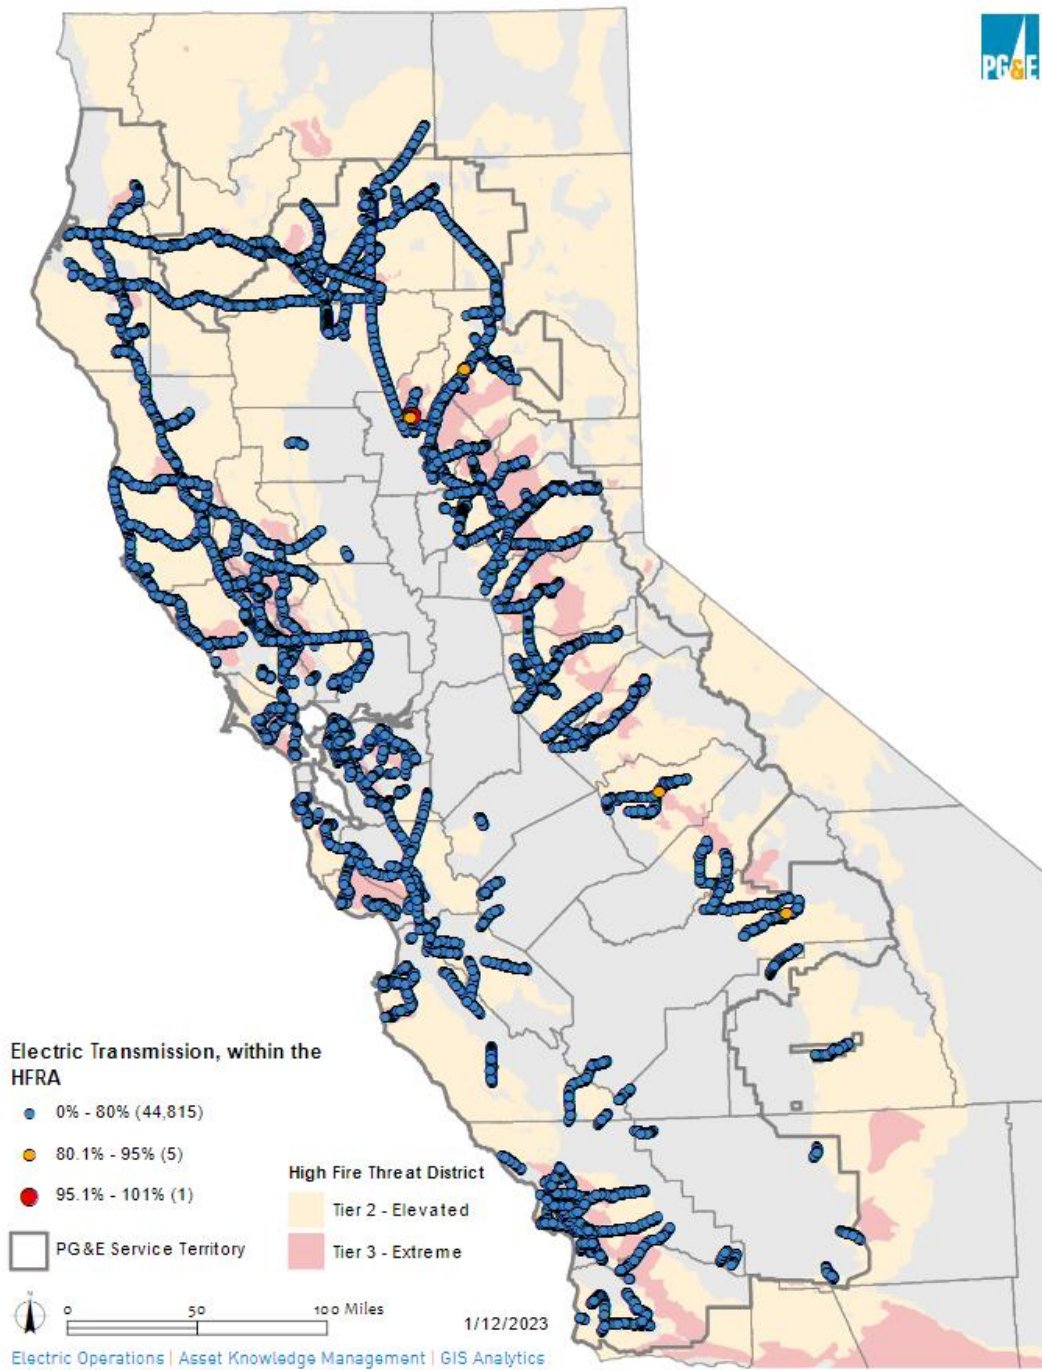 PG&E
Electric Transmission, within the
HFRA
0% - 80% (44,815)
80.1% - 95% (5)
95.1% - 101% (1)
PG&E Service Territory
High Fire Threat District
Tier 2 - Elevated
Tier 3 - Extreme
N
0 50 100 Miles
1/12/2023
Electric Operations | Asset Knowledge Management | GIS Analytics